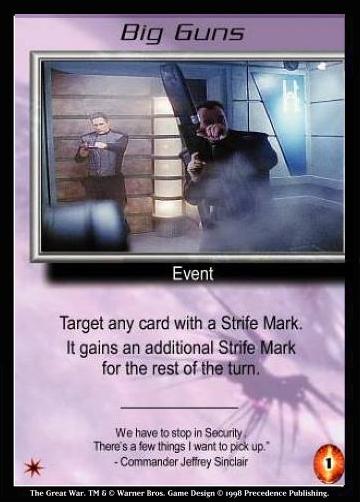 Big Guns
Event
Target any card with a Strife Mark.
It gains an additional Strife Mark
for the rest of the turn.
We have to stop in Security.
There's a few things I want to pick up."
- Commander Jeffrey Sinclair
1
The Great War. TM & © Warner Bros. Game Design © 1998 Precedence Publishing.